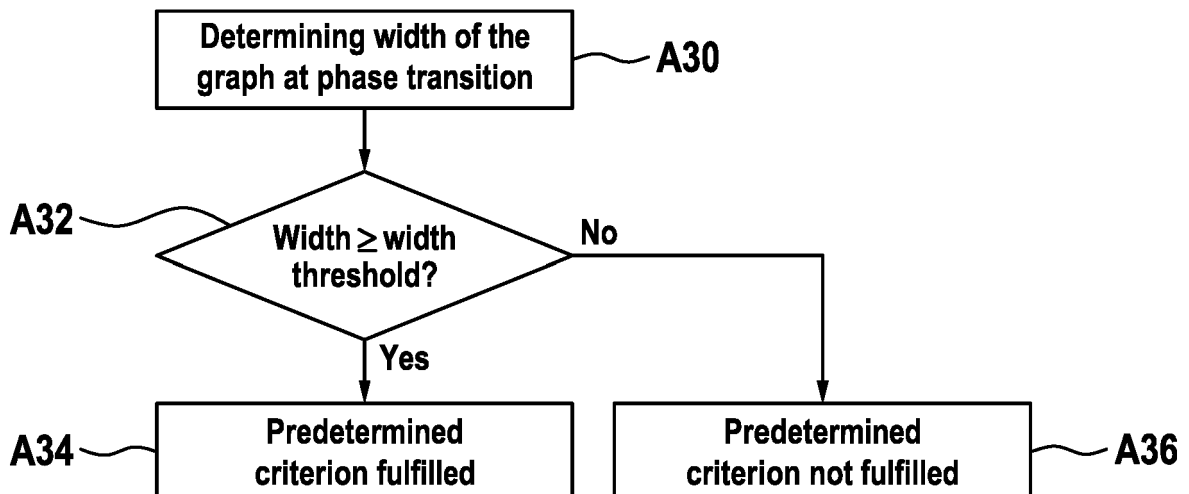 Determining width of the
graph at phase transition
A30
A32
Width ≥ width
threshold?
No
Yes
A34
Predetermined
criterion fulfilled
Predetermined
criterion not fulfilled
A36